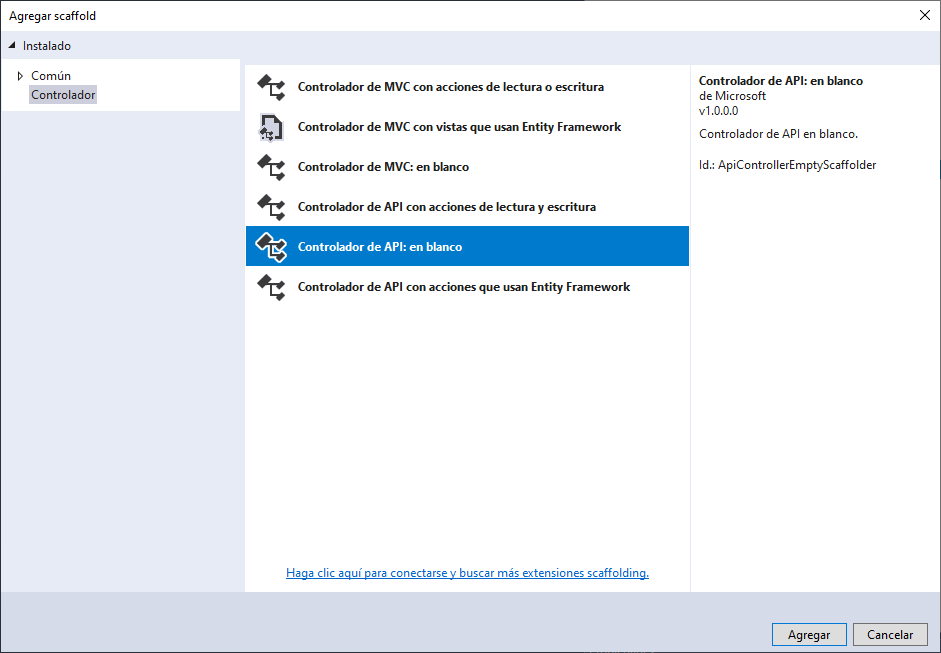 Agregar scaffold
Instalado
Común
Controlador
Controlador de MVC con acciones de lectura o escritura
Controlador de MVC con vistas que usan Entity Framework
Controlador de MVC: en blanco
Controlador de API con acciones de lectura y escritura
Controlador de API: en blanco
Controlador de API con acciones que usan Entity Framework
Haga clic aquí para conectarse y buscar más extensiones scaffolding.
Controlador de API: en blanco
de Microsoft
v1.0.0.0
Controlador de API en blanco.
Id.: ApiControllerEmptyScaffolder
Agregar
Cancelar